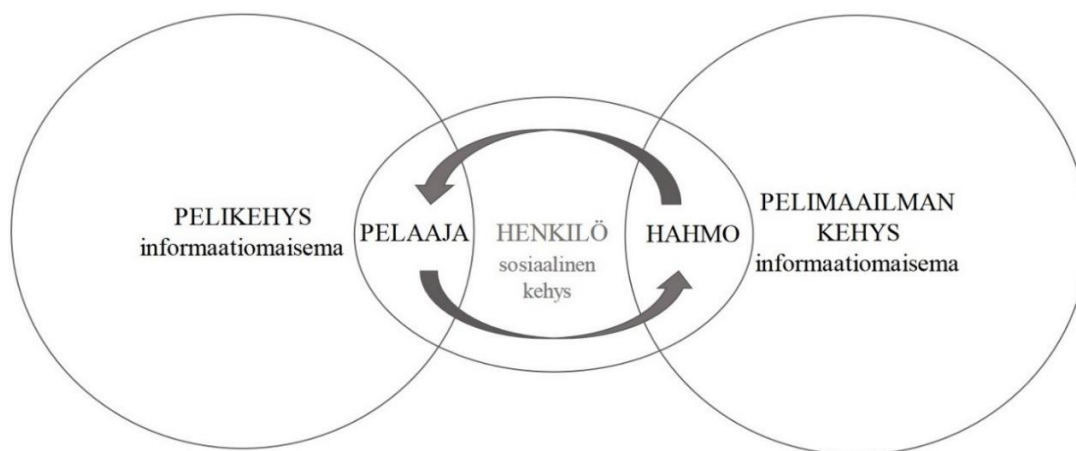 PELIKEHYS
informaatiomaisema
PELAAJA
HENKILÖ
sosiaalinen
kehys
HAHMO
PELIMAAILMAN
KEHYS
informaatiomaisema